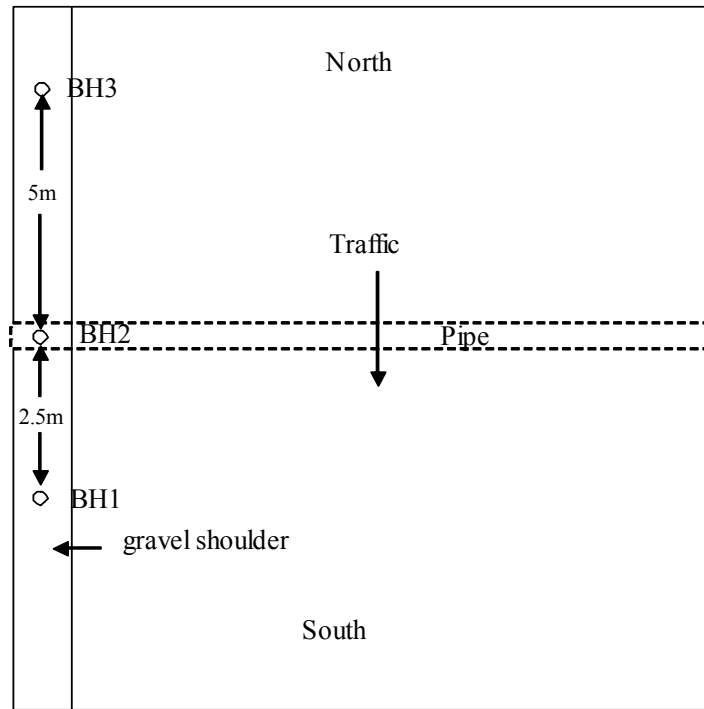 North
BH3
5m
Traffic
BH2
Pipe
2.5m
BH1
gravel shoulder
South